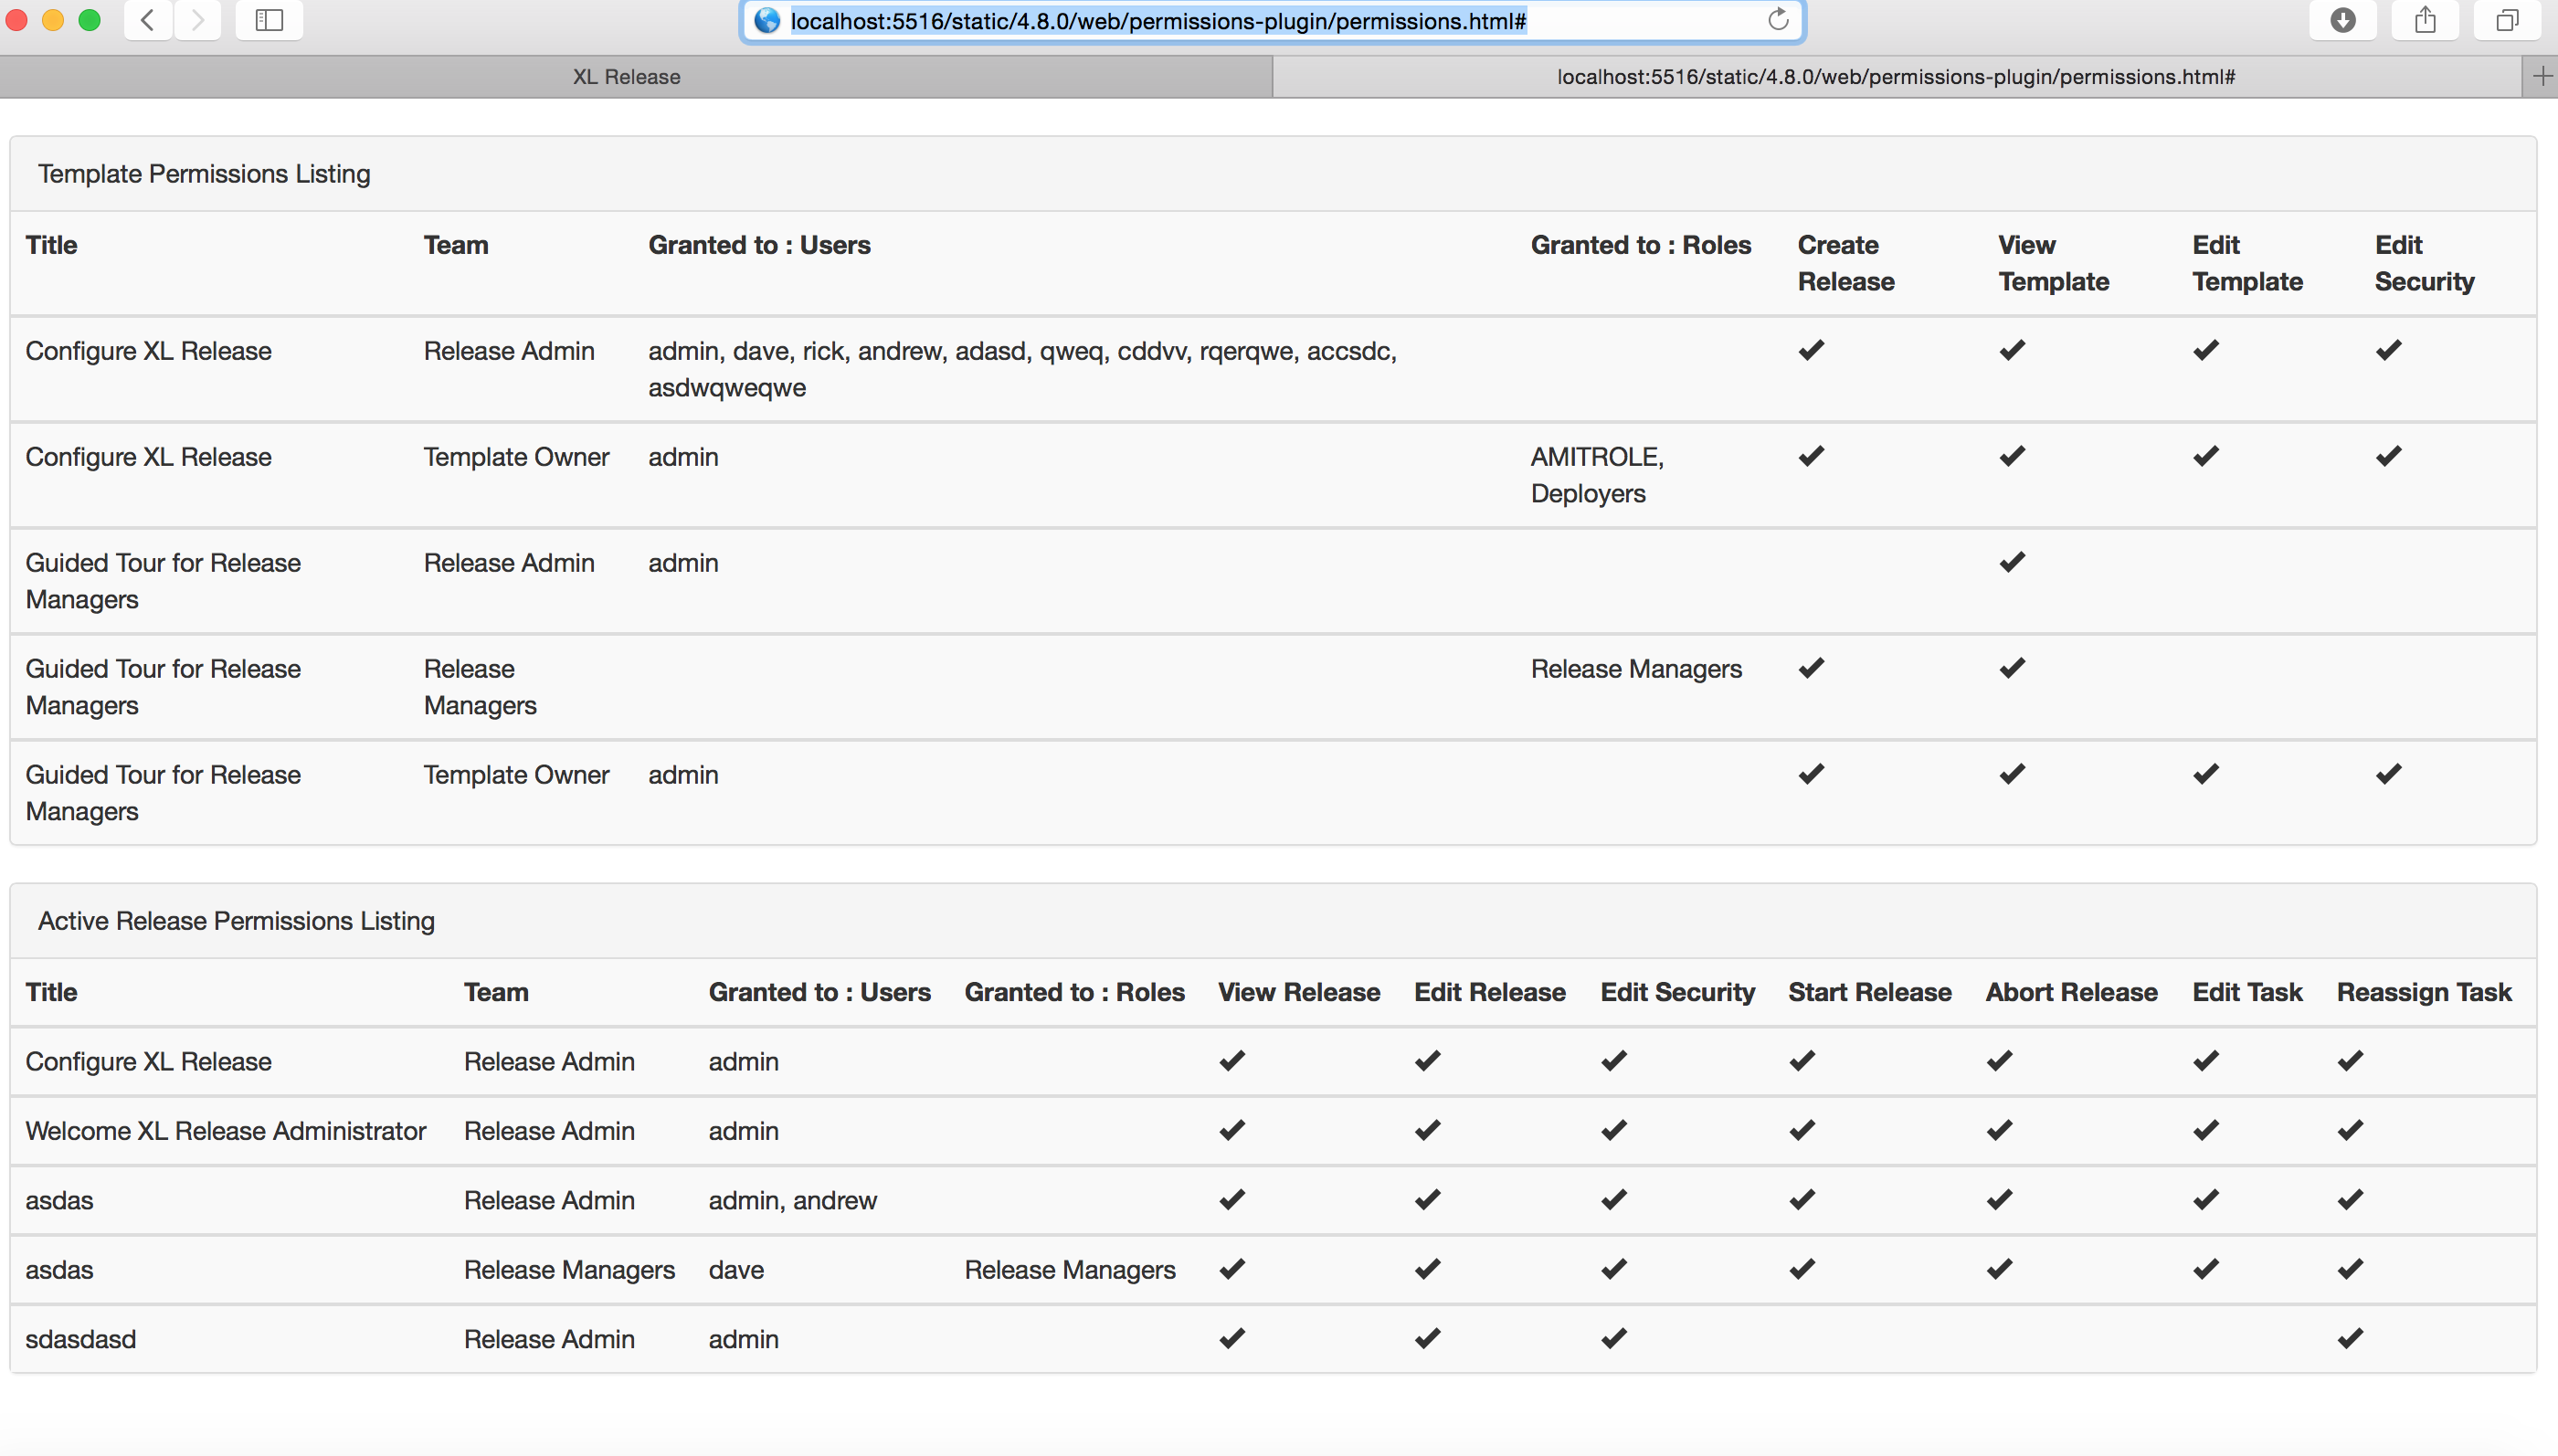 localhost:5516/static/4.8.0/web/permissions-plugin/permissions.html#
XL Release
localhost:5516/static/4.8.0/web/permissions-plugin/permissions.html#
Template Permissions Listing
Title Team Granted to : Users Granted to : Roles Create View Edit Edit
Release Template Template Security
Configure XL Release Release Admin admin, dave, rick, andrew, adasd, qweq, cddvv, rqerqwe, accsdc, ✔ ✔ ✔ ✔
asdwqweqwe
Configure XL Release Template Owner admin AMITROLE, ✔ ✔ ✔ ✔
Deployers
Guided Tour for Release Release Admin admin ✔
Managers
Guided Tour for Release Release Release Managers ✔ ✔
Managers Managers
Guided Tour for Release Template Owner admin ✔ ✔ ✔ ✔
Managers
Active Release Permissions Listing
Title Team Granted to : Users Granted to : Roles View Release Edit Release Edit Security Start Release Abort Release Edit Task Reassign Task
Configure XL Release Release Admin admin ✔ ✔ ✔ ✔ ✔ ✔ ✔
Welcome XL Release Administrator Release Admin admin ✔ ✔ ✔ ✔ ✔ ✔ ✔
asdas Release Admin admin, andrew ✔ ✔ ✔ ✔ ✔ ✔ ✔
asdas Release Managers dave Release Managers ✔ ✔ ✔ ✔ ✔ ✔ ✔
sdasdasd Release Admin admin ✔ ✔ ✔ ✔